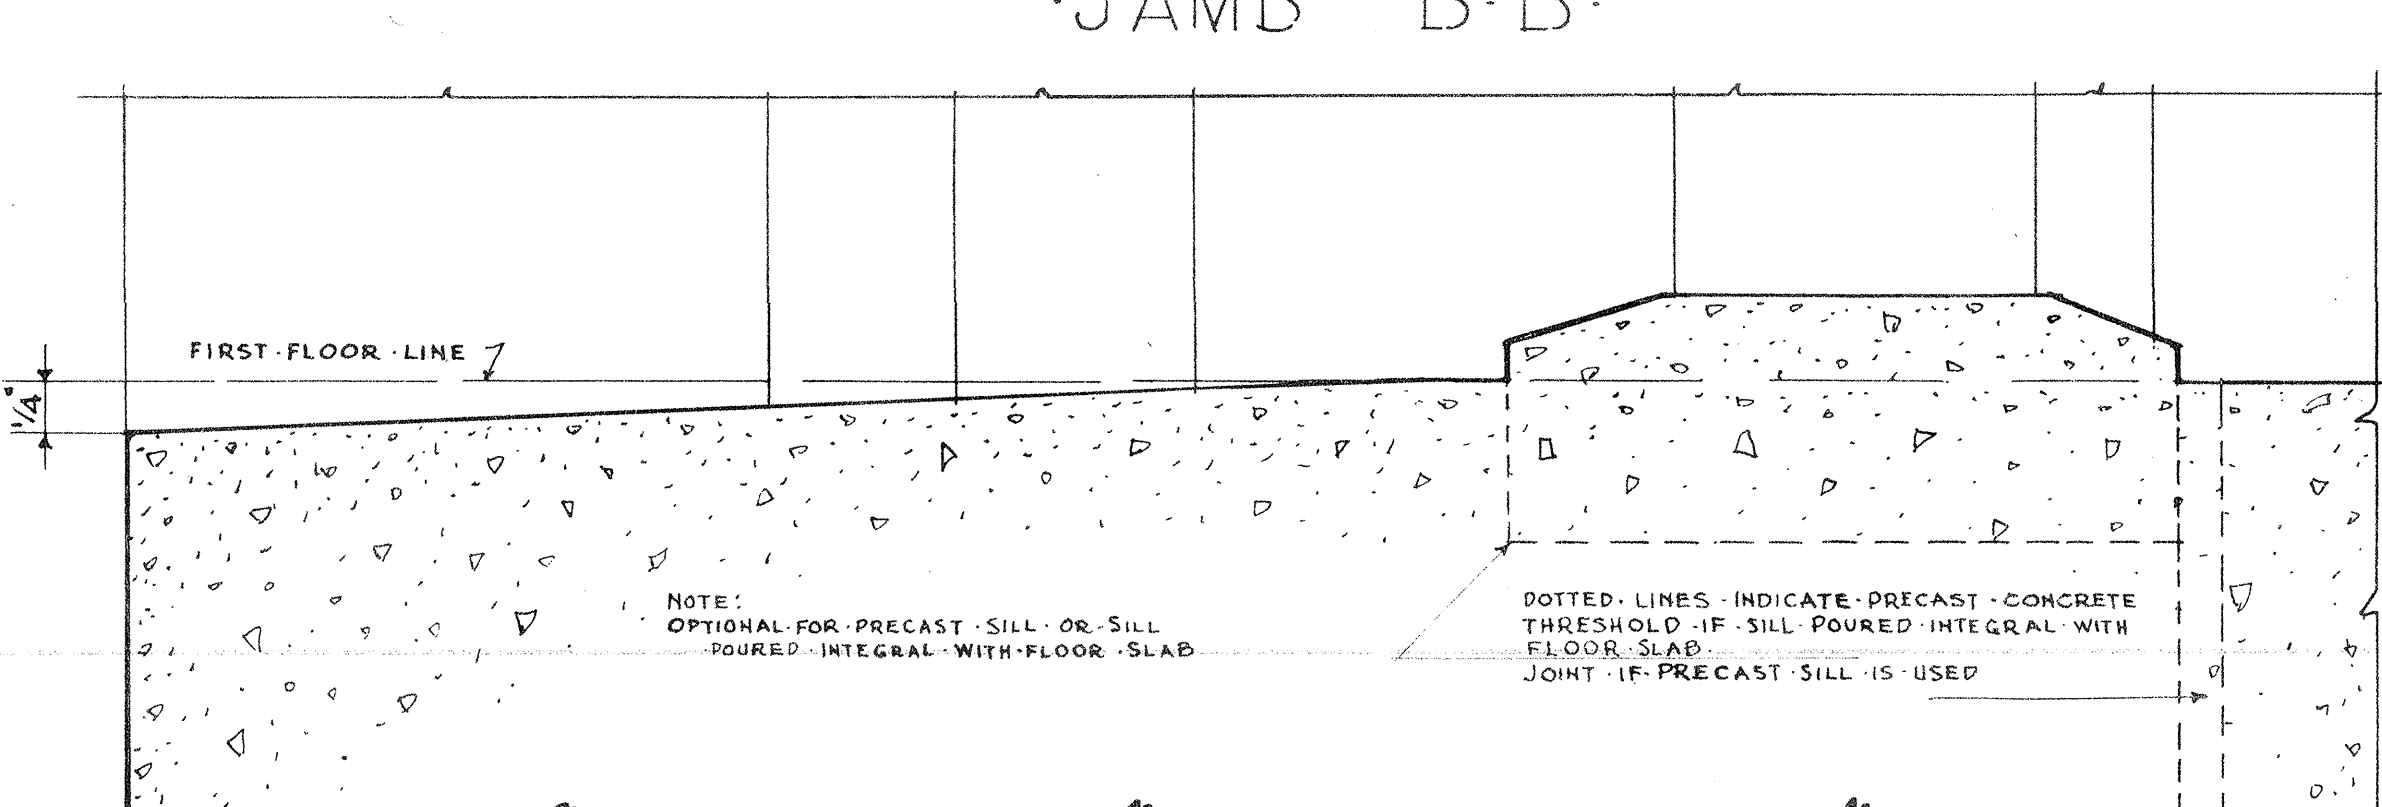 ·JAMB B·B·
FIRST·FLOOR·LINE
1/4"
NOTE:
OPTIONAL·FOR·PRECAST·SILL·OR·SILL
POURED·INTEGRAL·WITH·FLOOR·SLAB
DOTTED·LINES·INDICATE·PRECAST·CONCRETE
THRESHOLD·IF·SILL·POURED·INTEGRAL·WITH
FLOOR·SLAB.
JOINT·IF·PRECAST·SILL·IS·USED